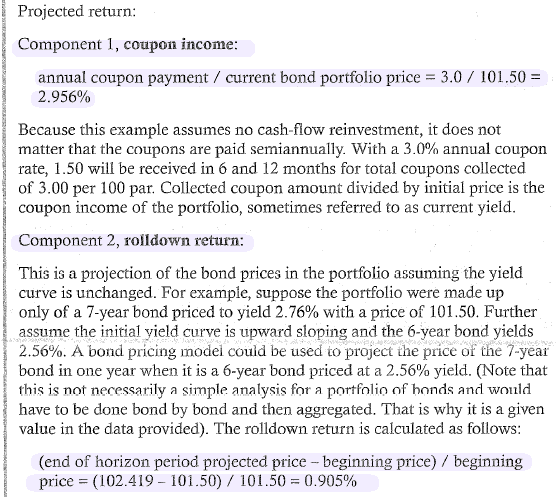 Projected return:
Component 1, coupon income:
annual coupon payment / current bond portfolio price = 3.0 / 101.50 =
2.956%
Because this example assumes no cash-flow reinvestment, it does not
matter that the coupons are paid semiannually. With a 3.0% annual coupon
rate, 1.50 will be received in 6 and 12 months for total coupons collected
of 3.00 per 100 par. Collected coupon amount divided by initial price is the
coupon income of the portfolio, sometimes referred to as current yield.
Component 2, rolldown return:
This is a projection of the bond prices in the portfolio assuming the yield
curve is unchanged. For example, suppose the portfolio were made up
only of a 7-year bond priced to yield 2.76% with a price of 101.50. Further
assume the initial yield curve is upward sloping and the 6-year bond yields
2.56%. A bond pricing model could be used to project the price of the 7-year
bond in one year when it is a 6-year bond priced at a 2.56% yield. (Note that
this is not necessarily a simple analysis for a portfolio of bonds and would
have to be done bond by bond and then aggregated. That is why it is a given
value in the data provided). The rolldown return is calculated as follows:
(end of horizon period projected price – beginning price) / beginning
price = (102.419 – 101.50) / 101.50 = 0.905%